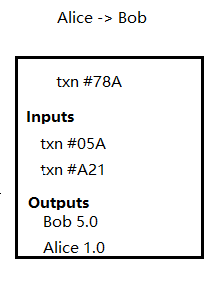 Alice -> Bob
txn #78A
Inputs
txn #05A
txn #A21
Outputs
Bob 5.0
Alice 1.0